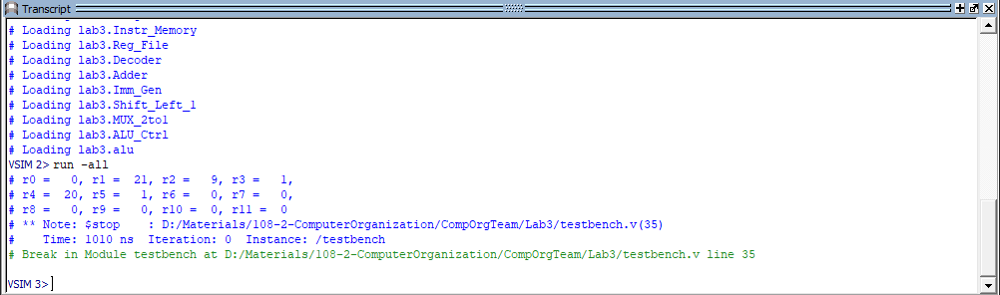 Transcript
# Loading lab3.Instr_Memory
# Loading lab3.Reg_File
# Loading lab3.Decoder
# Loading lab3.Adder
# Loading lab3.Imm_Gen
# Loading lab3.Shift_Left_1
# Loading lab3.MUX_2to1
# Loading lab3.ALU_Ctrl
# Loading lab3.alu
VSIM 2> run -all
# r0 =   0, r1 =  21, r2 =   9, r3 =   1,
# r4 =  20, r5 =   1, r6 =   0, r7 =   0,
# r8 =   0, r9 =   0, r10 =  0, r11 =  0
# ** Note: $stop    : D:/Materials/108-2-ComputerOrganization/CompOrgTeam/Lab3/testbench.v(35)
#    Time: 1010 ns  Iteration: 0  Instance: /testbench
# Break in Module testbench at D:/Materials/108-2-ComputerOrganization/CompOrgTeam/Lab3/testbench.v line 35
VSIM 3>